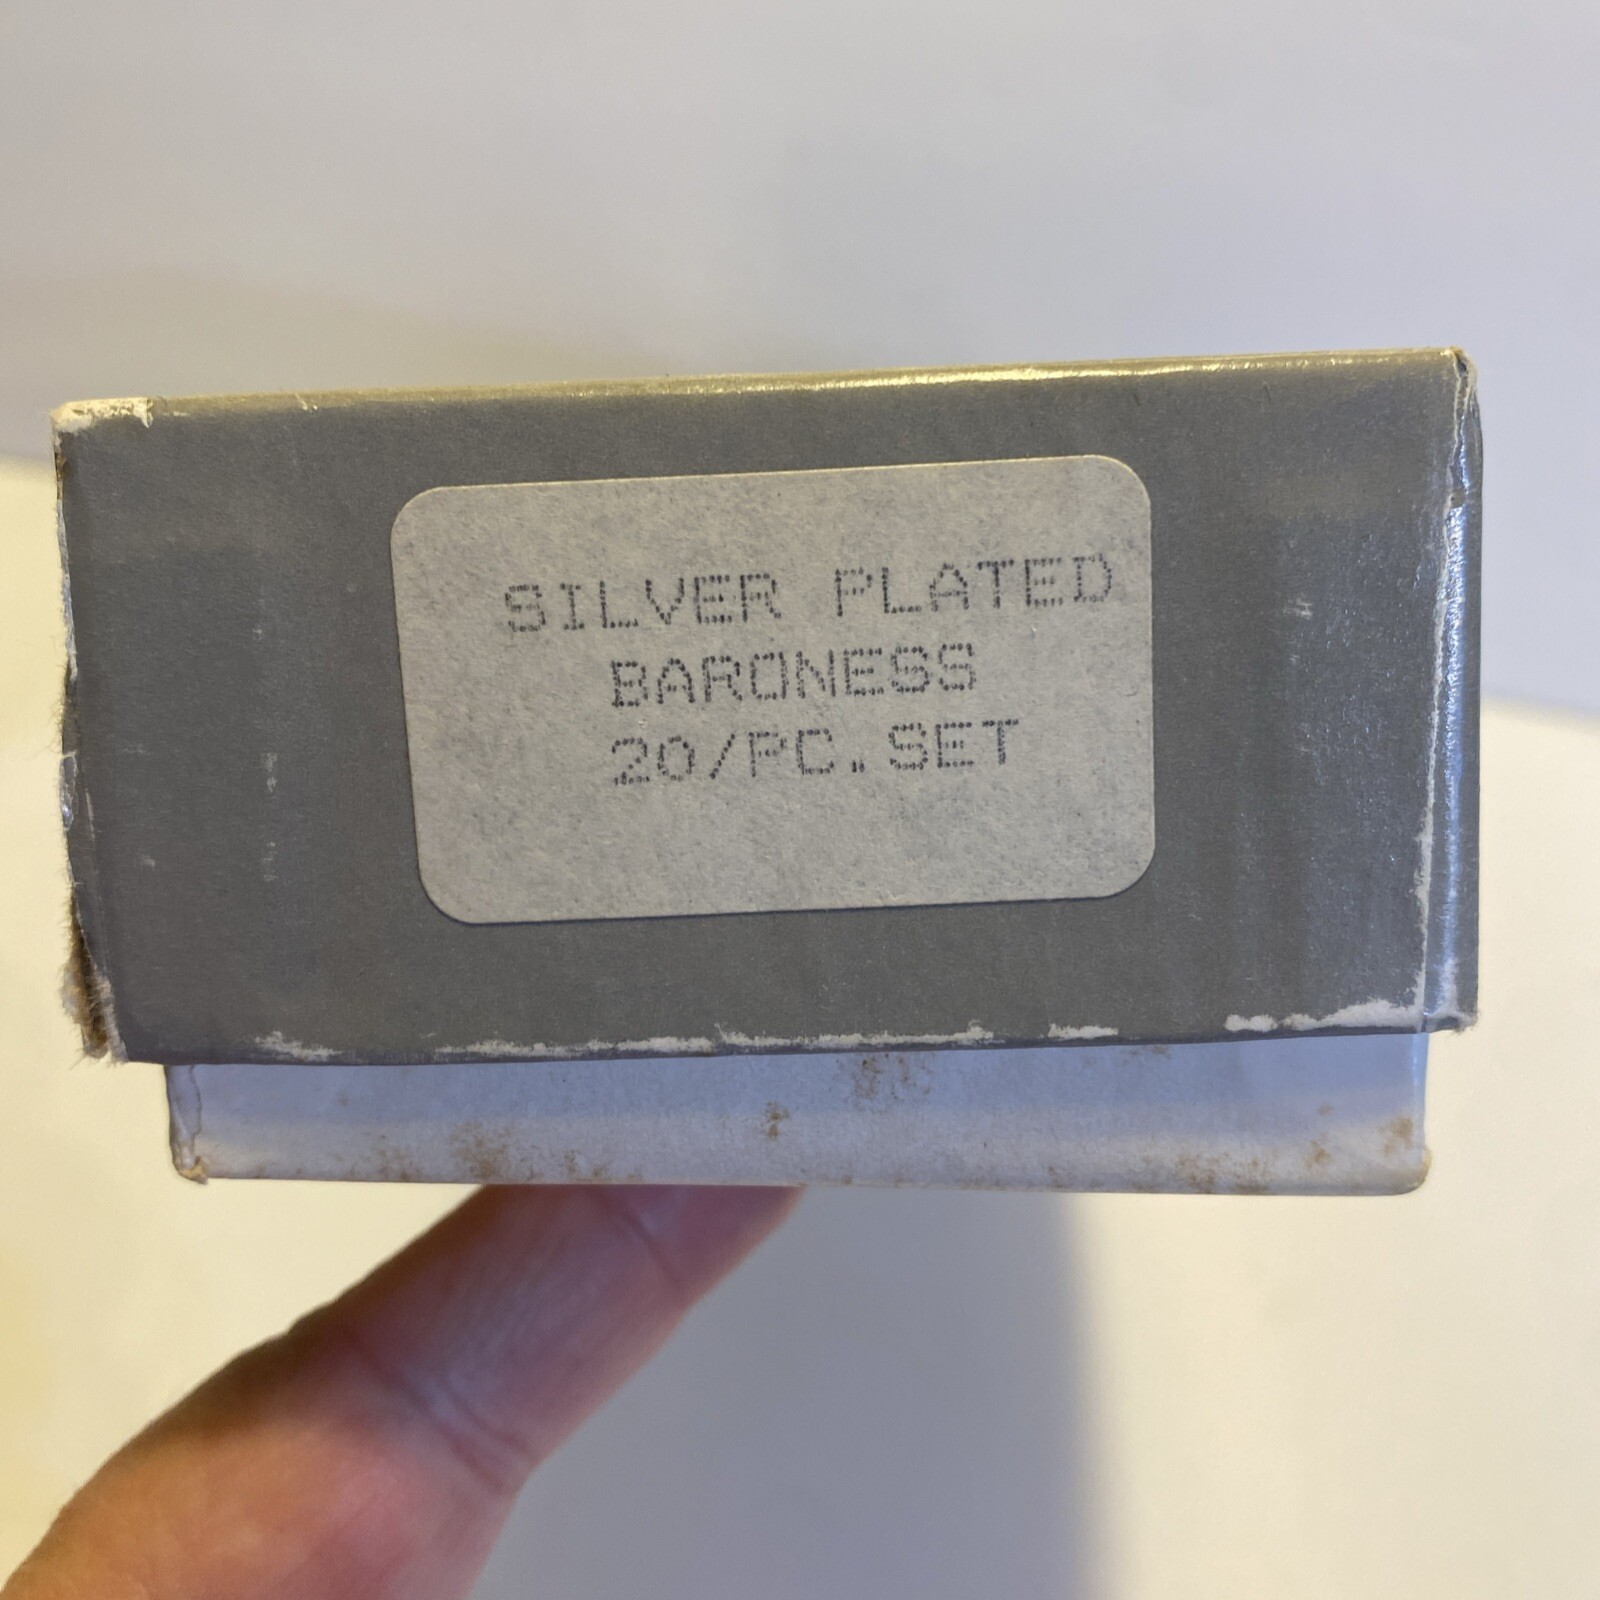 SILVER PLATED
BARONESS
20/PC.SET